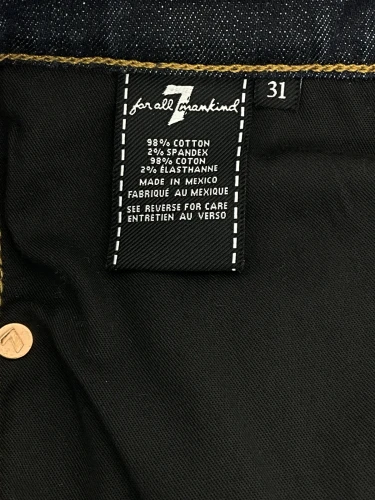 7
for all mankind
31
98% COTTON
2% SPANDEX
98% COTON
2% ÉLASTHANNE
MADE IN MEXICO
FABRIQUÉ AU MEXIQUE
SEE REVERSE FOR CARE
ENTRETIEN AU VERSO
7